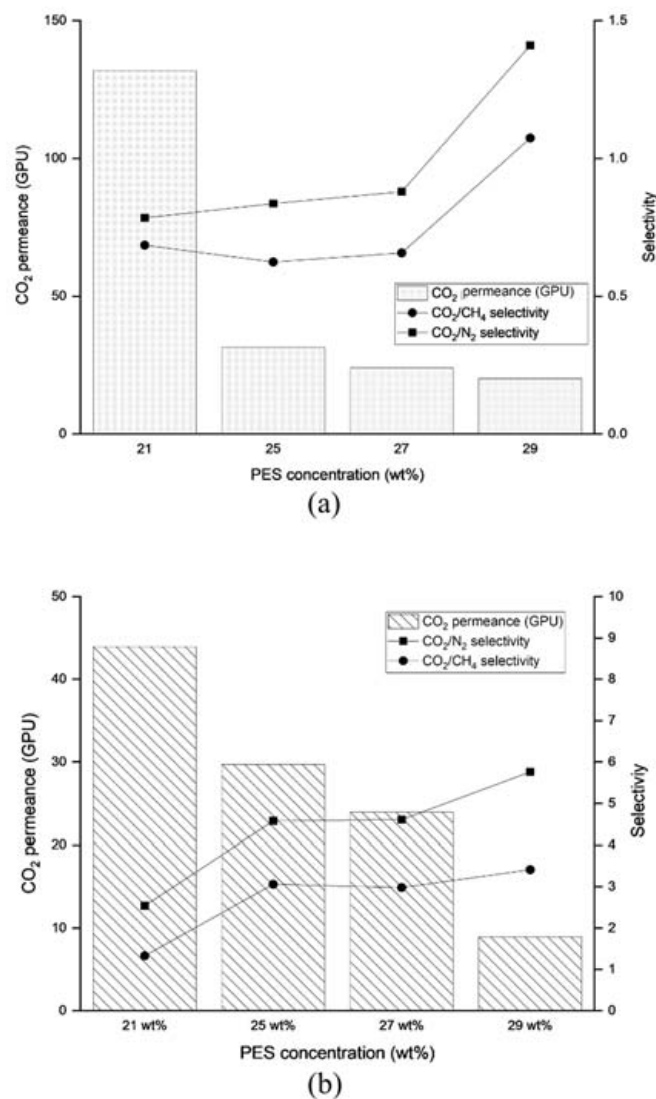 150
100
50
0
CO₂ permeance (GPU)
1.5
1.0
0.5
0.0
Selectivity
CO₂ permeance (GPU)
CO₂/CH₄ selectivity
CO₂/N₂ selectivity
21 25 27 29
PES concentration (wt%)
(a)
50
40
30
20
10
0
CO₂ permeance (GPU)
10
9
8
7
6
5
4
3
2
1
0
Selectiviy
CO₂ permeance (GPU)
CO₂/N₂ selectivity
CO₂/CH₄ selectivity
21 wt% 25 wt% 27 wt% 29 wt%
PES concentration (wt%)
(b)